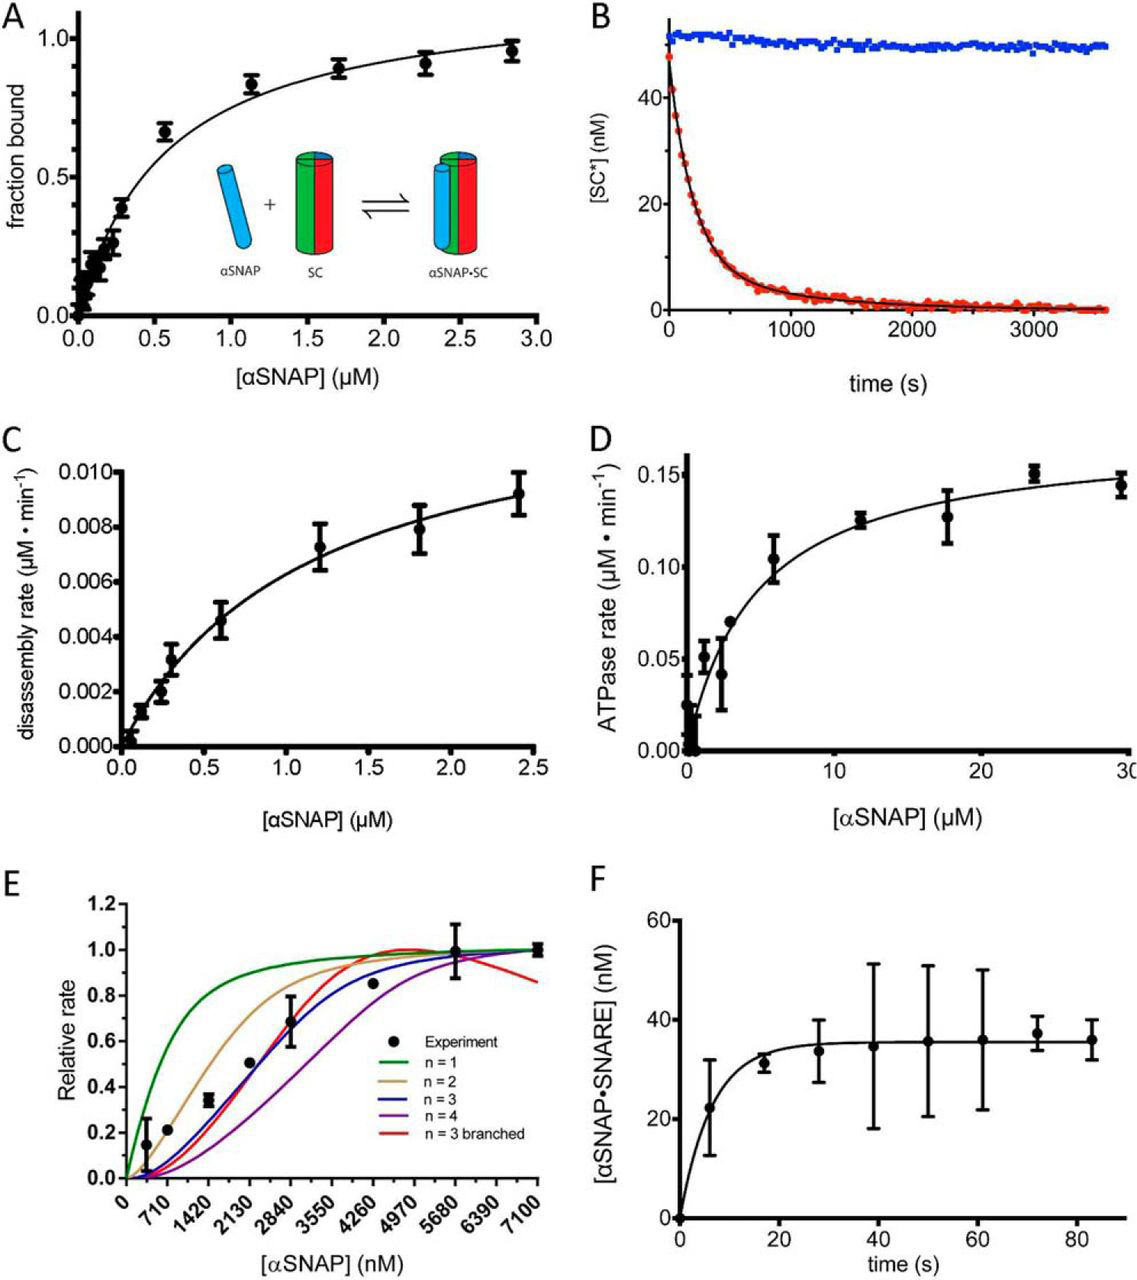 A
fraction bound
1.0
0.5
0.0
αSNAP
+
SC
αSNAP•SC
0.0 0.5 1.0 1.5 2.0 2.5 3.0
[αSNAP] (µM)
B
[SC*] (nM)
40
20
0
0 1000 2000 3000
time (s)
C
disassembly rate (µM • min-1)
0.010
0.008
0.006
0.004
0.002
0.000
0.0 0.5 1.0 1.5 2.0 2.5
[αSNAP] (µM)
D
ATPase rate (µM • min-1)
0.15
0.10
0.05
0.00
0 10 20 30
[αSNAP] (µM)
E
Relative rate
1.2
1.0
0.8
0.6
0.4
0.2
0.0
Experiment
n = 1
n = 2
n = 3
n = 4
n = 3 branched
0 710 1420 2130 2840 3550 4260 4970 5680 6390 7100
[αSNAP] (nM)
F
[αSNAP•SNARE] (nM)
60
40
20
0
0 20 40 60 80
time (s)